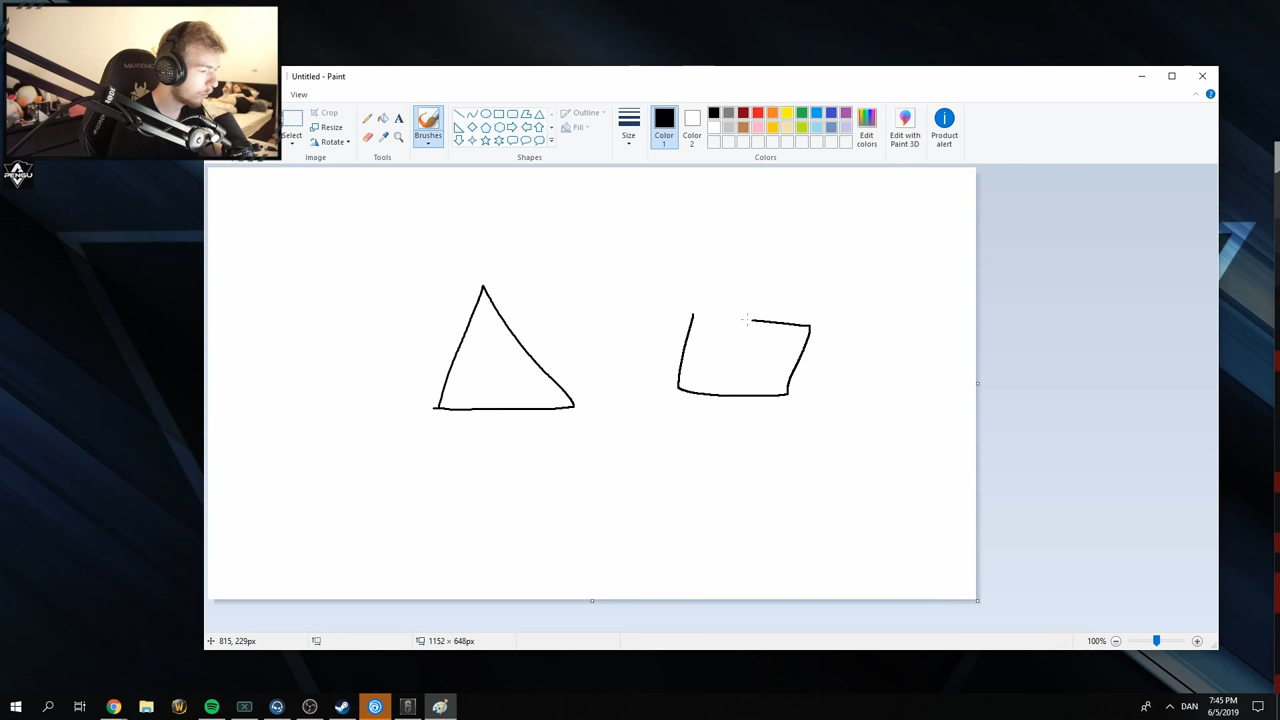 MAXNOMIC
Untitled - Paint
View
Crop
Resize
Rotate
Select
Image
Tools
Brushes
Shapes
Outline
Fill
Size
Color 1
Color 2
Colors
Edit colors
Edit with Paint 3D
Product alert
PENGU
815, 229px
1152 × 648px
100%
DAN
7:45 PM
6/5/2019